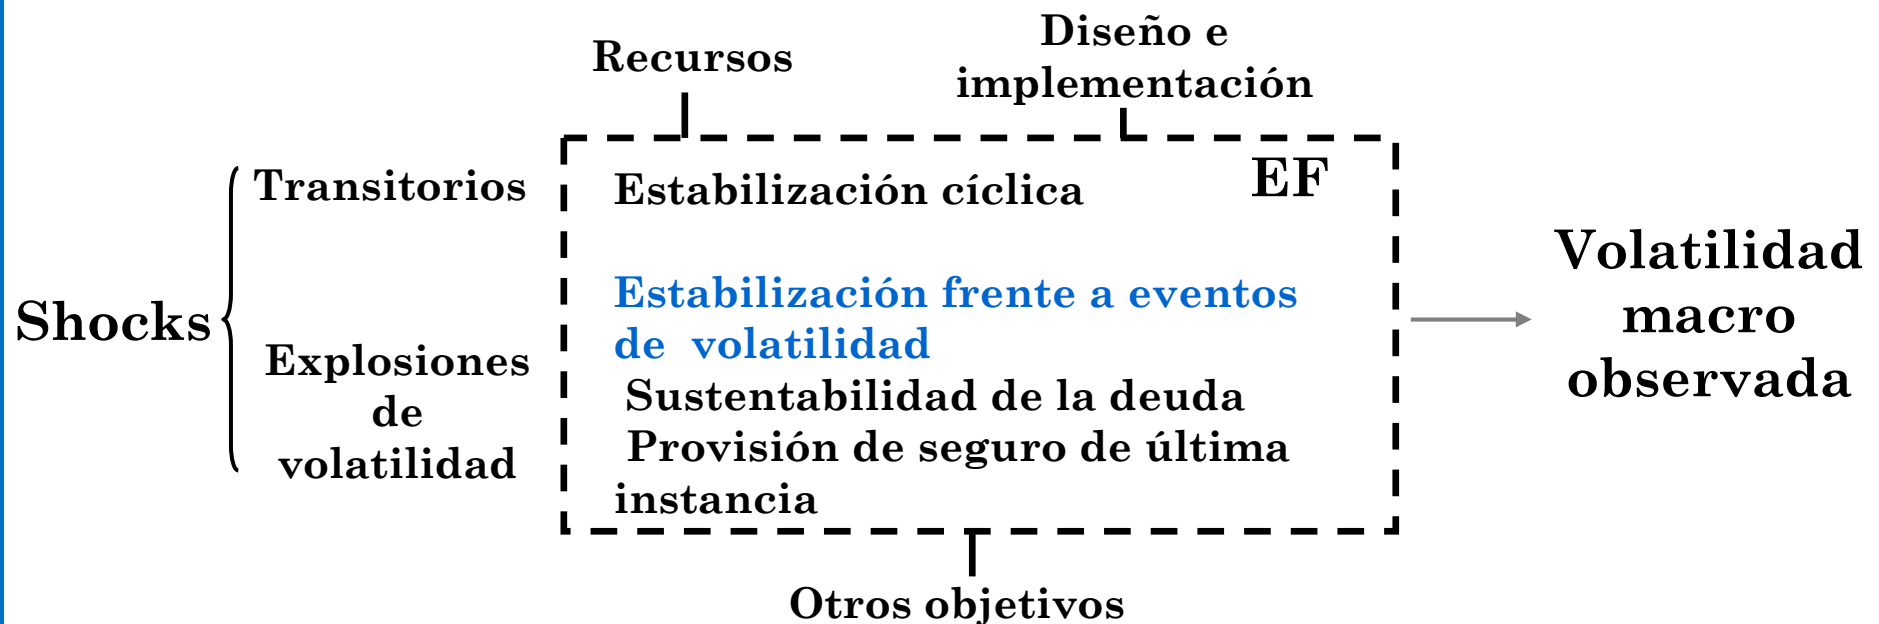 Recursos
Diseño e
implementación
EF
Transitorios
Estabilización cíclica
Shocks
Explosiones
de
volatilidad
Estabilización frente a eventos
de volatilidad
Sustentabilidad de la deuda
Provisión de seguro de última
instancia
Volatilidad
macro
observada
Otros objetivos